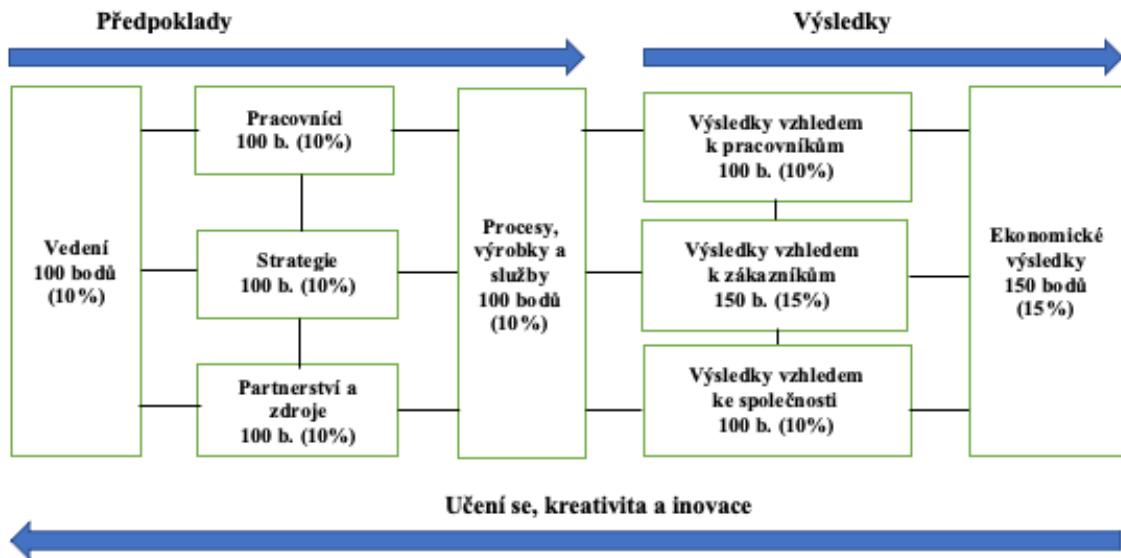 Předpoklady
Výsledky
Vedení
100 bodů
(10%)
Pracovníci
100 b. (10%)
Strategie
100 b. (10%)
Partnerství a
zdroje
100 b. (10%)
Procesy,
výrobky a
služby
100 bodů
(10%)
Výsledky vzhledem
k pracovníkům
100 b. (10%)
Výsledky vzhledem
k zákazníkům
150 b. (15%)
Výsledky vzhledem
ke společnosti
100 b. (10%)
Ekonomické
výsledky
150 bodů
(15%)
Učení se, kreativita a inovace